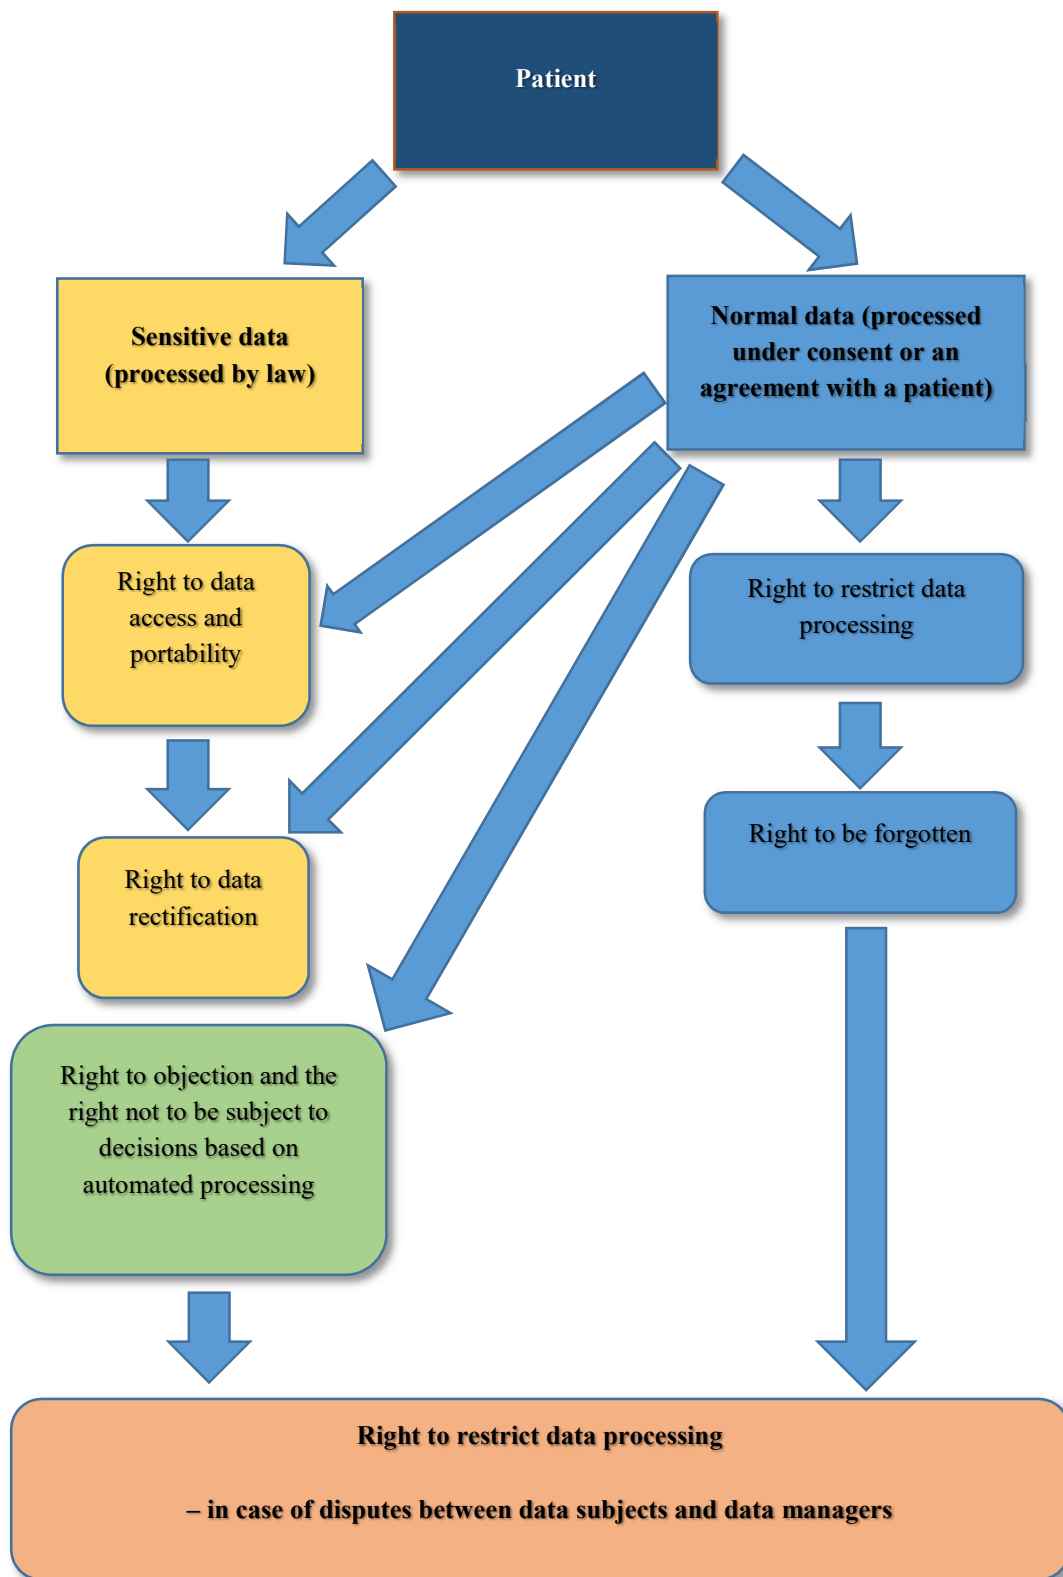 Patient
Sensitive data
(processed by law)
Normal data (processed
under consent or an
agreement with a patient)
Right to data
access and
portability
Right to restrict data
processing
Right to data
rectification
Right to be forgotten
Right to objection and the
right not to be subject to
decisions based on
automated processing
Right to restrict data processing
– in case of disputes between data subjects and data managers